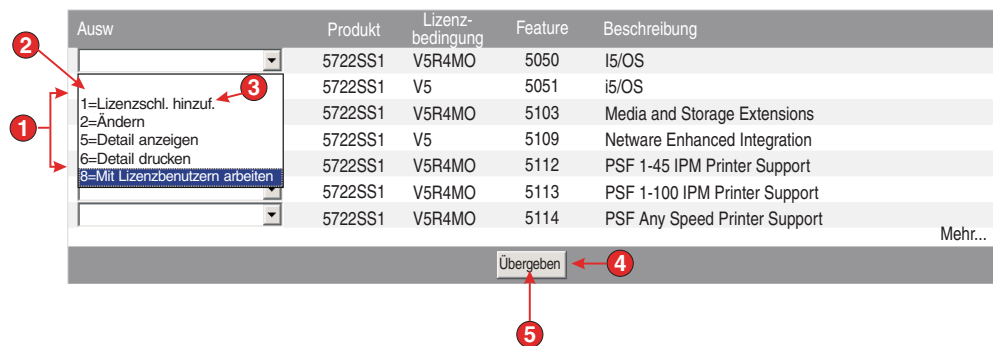 Ausw Produkt Lizenz-bedingung Feature Beschreibung
5722SS1 V5R4MO 5050 I5/OS
5722SS1 V5 5051 i5/OS
1=Lizenzschl. hinzuf. 5722SS1 V5R4MO 5103 Media and Storage Extensions
2=Ändern
5=Detail anzeigen 5722SS1 V5 5109 Netware Enhanced Integration
6=Detail drucken 5722SS1 V5R4MO 5112 PSF 1-45 IPM Printer Support
8=Mit Lizenzbenutzern arbeiten
5722SS1 V5R4MO 5113 PSF 1-100 IPM Printer Support
5722SS1 V5R4MO 5114 PSF Any Speed Printer Support
Mehr...
Übergeben
1
2
3
4
5